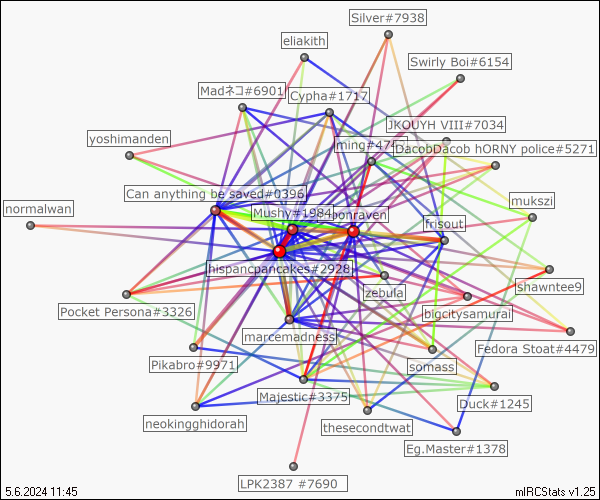 Silver#7938
eliakith
Swirly Boi#6154
Madネコ#6901
Cypha#1717
JKOUYH VIII#7034
yoshimanden
DacobDacob hORNY police#5271
Can anything be saved#0396
mukszi
normalwan
Mushy#1984
frisout
hispancpancakes#2928
zebula
shawntee9
Pocket Persona#3326
bigcitysamurai
marcemadness
Fedora Stoat#4479
Pikabro#9971
somass
Majestic#3375
Duck#1245
neokingghidorah
thesecondtwat
Eg.Master#1378
LPK2387 #7690
5.6.2024 11:45
mIRCStats v1.25